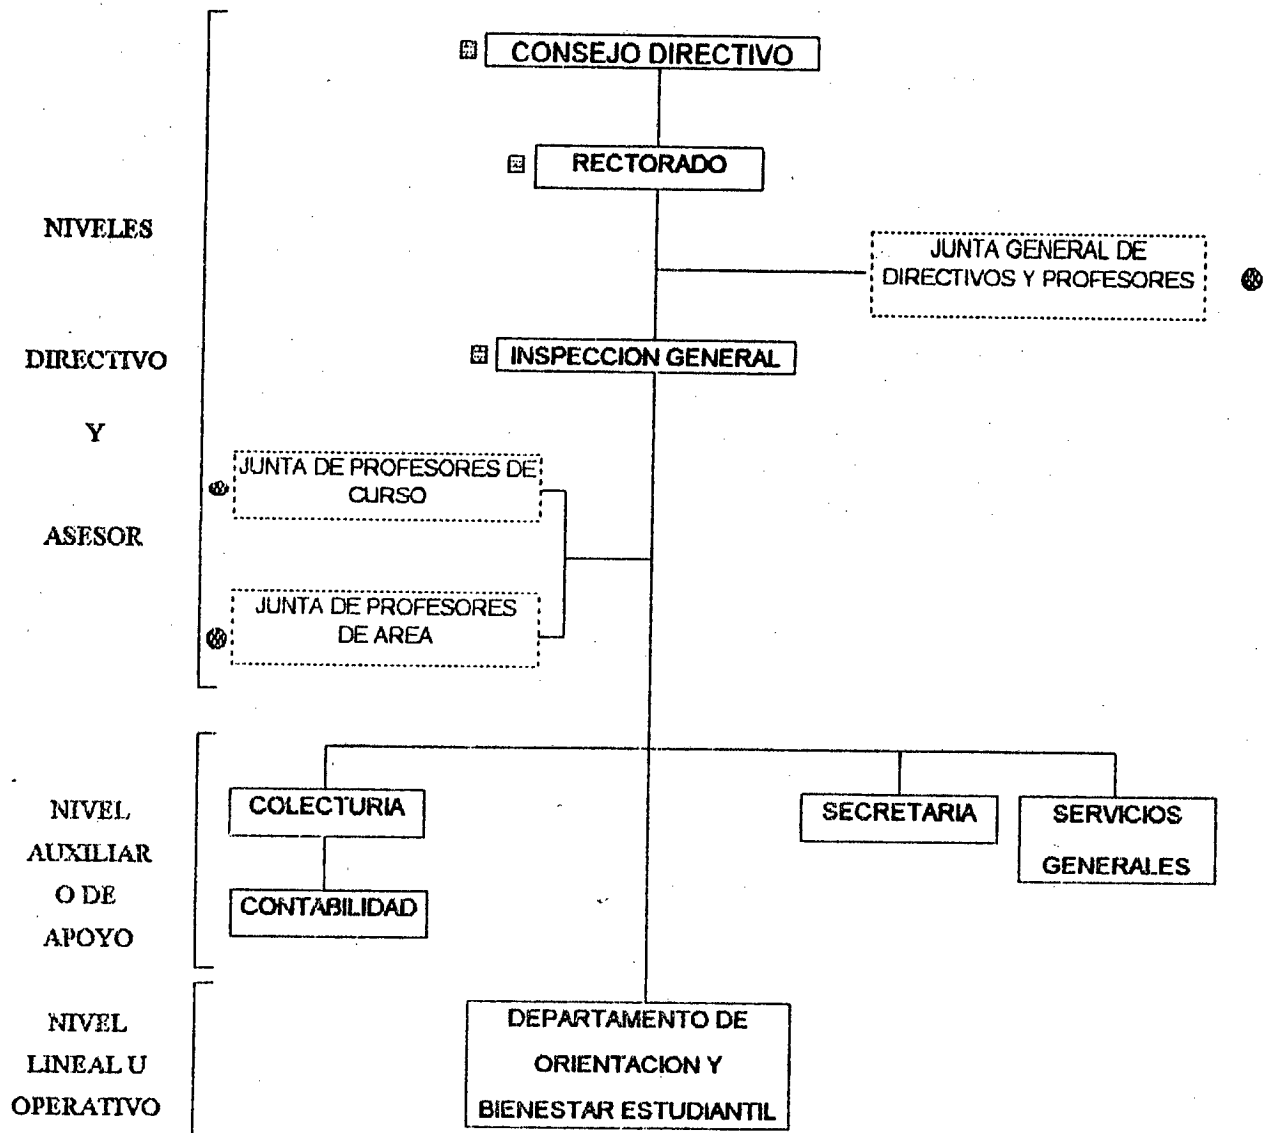 CONSEJO DIRECTIVO
RECTORADO
NIVELES
JUNTA GENERAL DE
DIRECTIVOS Y PROFESORES
DIRECTIVO
INSPECCION GENERAL
Y
JUNTA DE PROFESORES DE
CURSO
ASESOR
JUNTA DE PROFESORES
DE AREA
NIVEL
AUXILIAR
O DE
APOYO
COLECTURIA
SECRETARIA
SERVICIOS
GENERALES
CONTABILIDAD
NIVEL
LINEAL U
OPERATIVO
DEPARTAMENTO DE
ORIENTACION Y
BIENESTAR ESTUDIANTIL